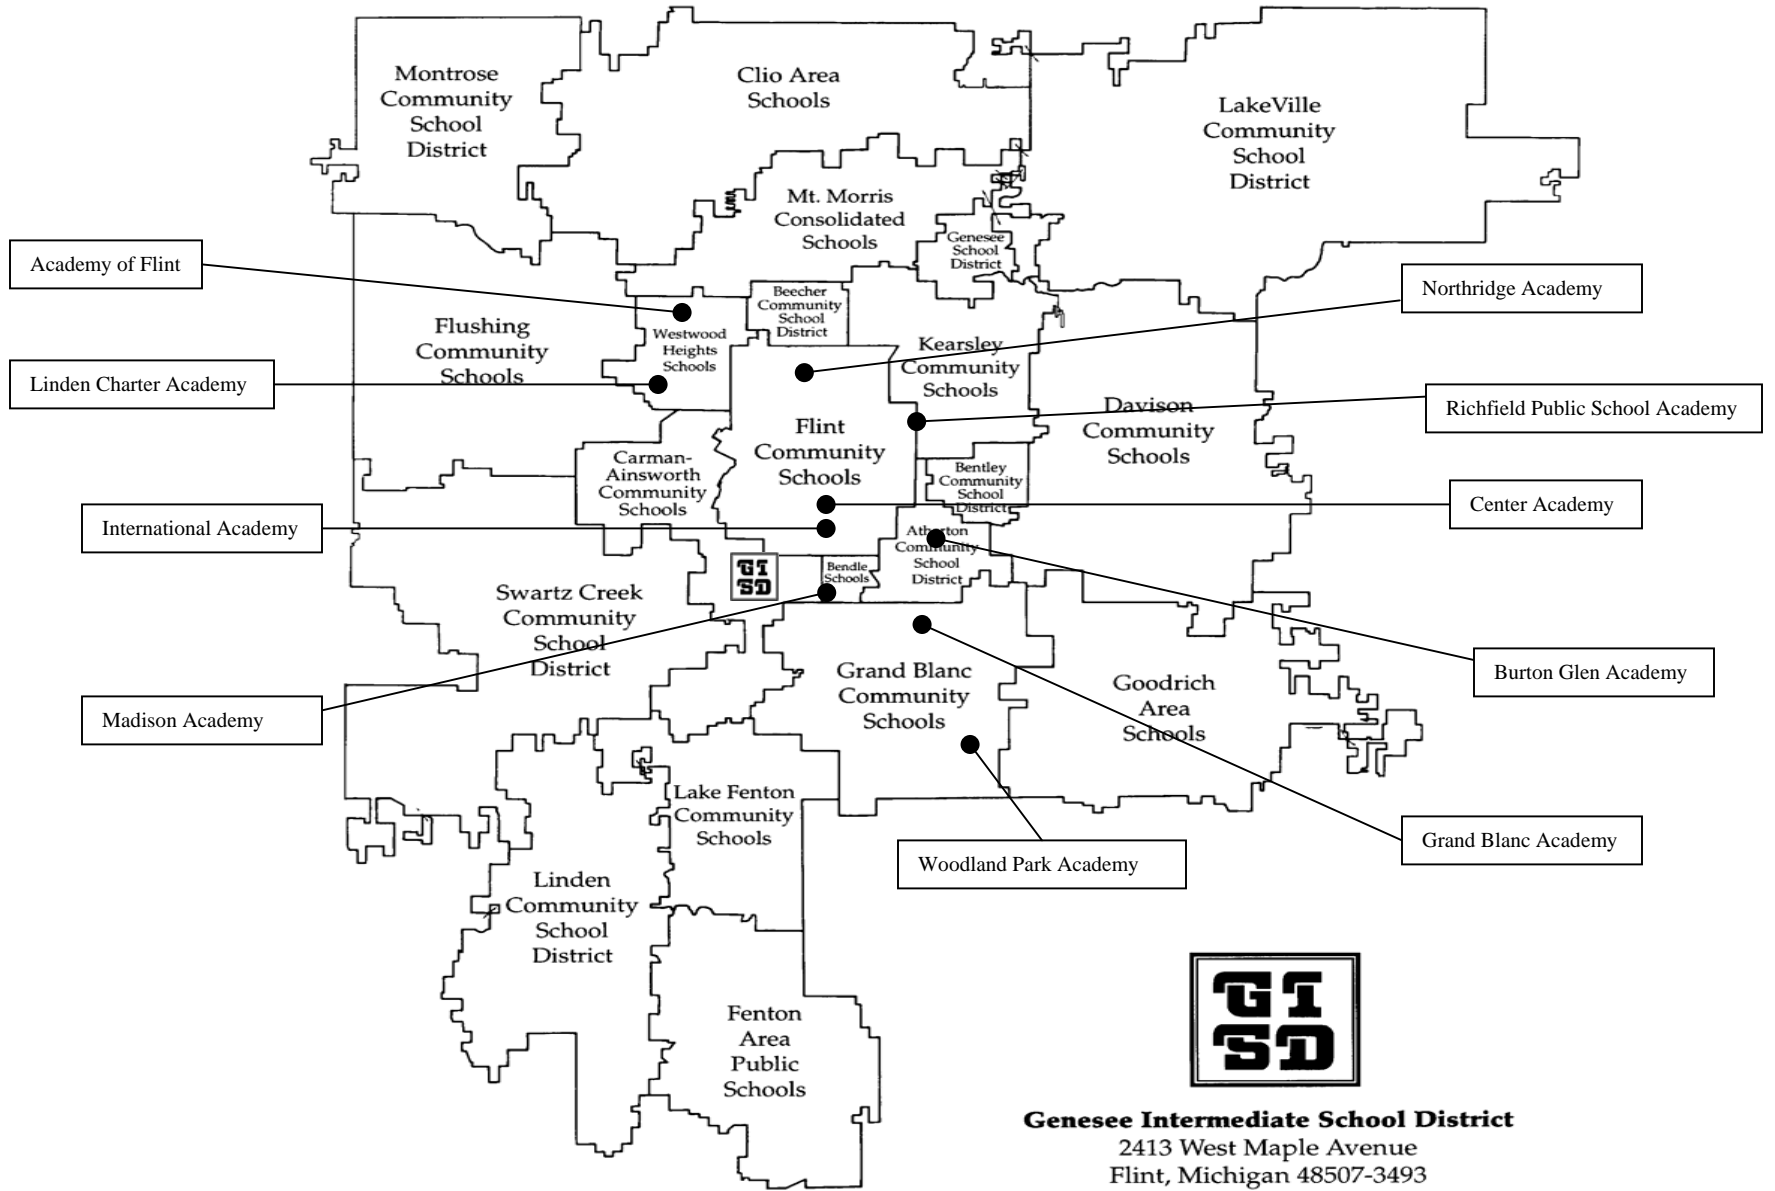 Montrose
Community
School
District
Clio Area
Schools
LakeVille
Community
School
District
Mt. Morris
Consolidated
Schools
Genesee
School
District
Academy of Flint
Northridge Academy
Beecher
Community
School
District
Flushing
Community
Schools
Westwood
Heights
Schools
Kearsley
Community
Schools
Linden Charter Academy
Richfield Public School Academy
Davison
Community
Schools
Flint
Community
Schools
Carman-
Ainsworth
Community
Schools
Bentley
Community
School
District
Center Academy
International Academy
Atherton
Community
School
District
Bendle
Schools
GI
SD
Swartz Creek
Community
School
District
Burton Glen Academy
Madison Academy
Grand Blanc
Community
Schools
Goodrich
Area
Schools
Lake Fenton
Community
Schools
Woodland Park Academy
Grand Blanc Academy
Linden
Community
School
District
Fenton
Area
Public
Schools
GI
SD
Genesee Intermediate School District
2413 West Maple Avenue
Flint, Michigan 48507-3493